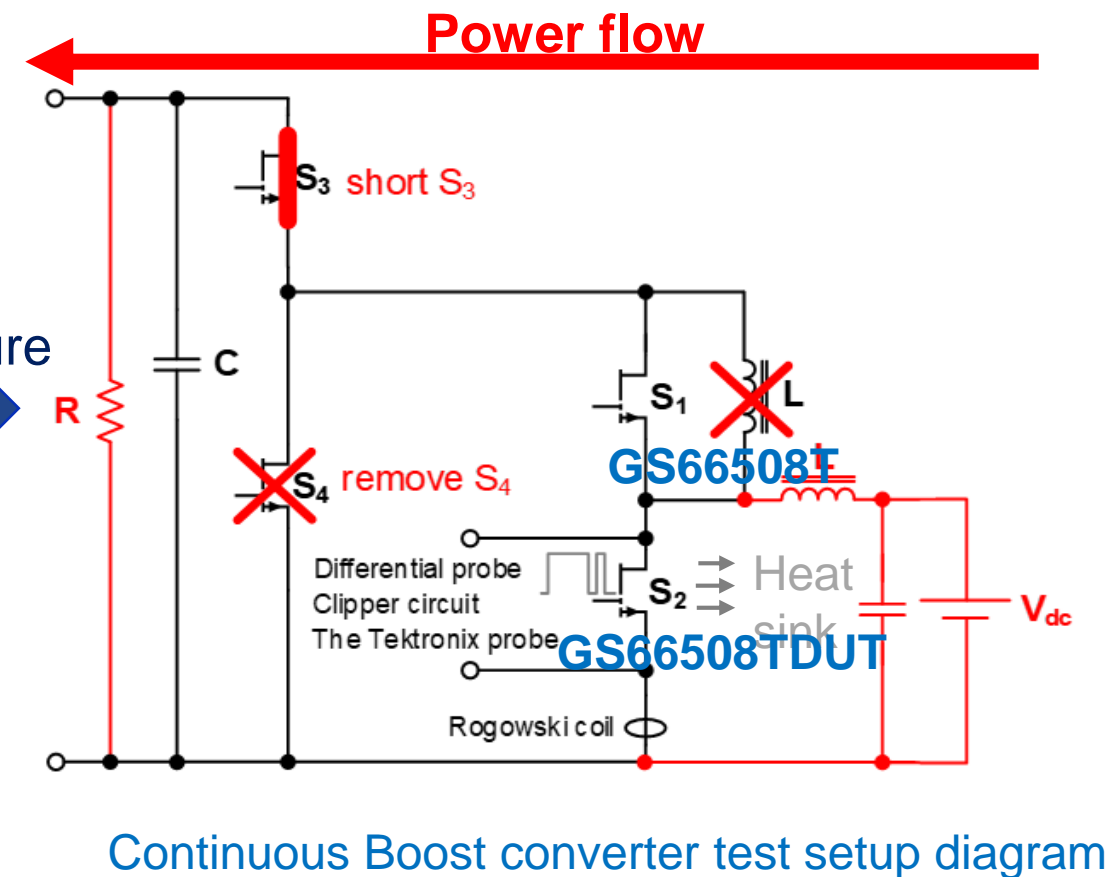 Power flow
S3 short S3
ure
C
R
S1
L
GS66508T
L
S4 remove S4
Differential probe
Clipper circuit
The Tektronix probe
S2
Heat
sink
Vdc
GS66508TDUT
Rogowski coil
Continuous Boost converter test setup diagram